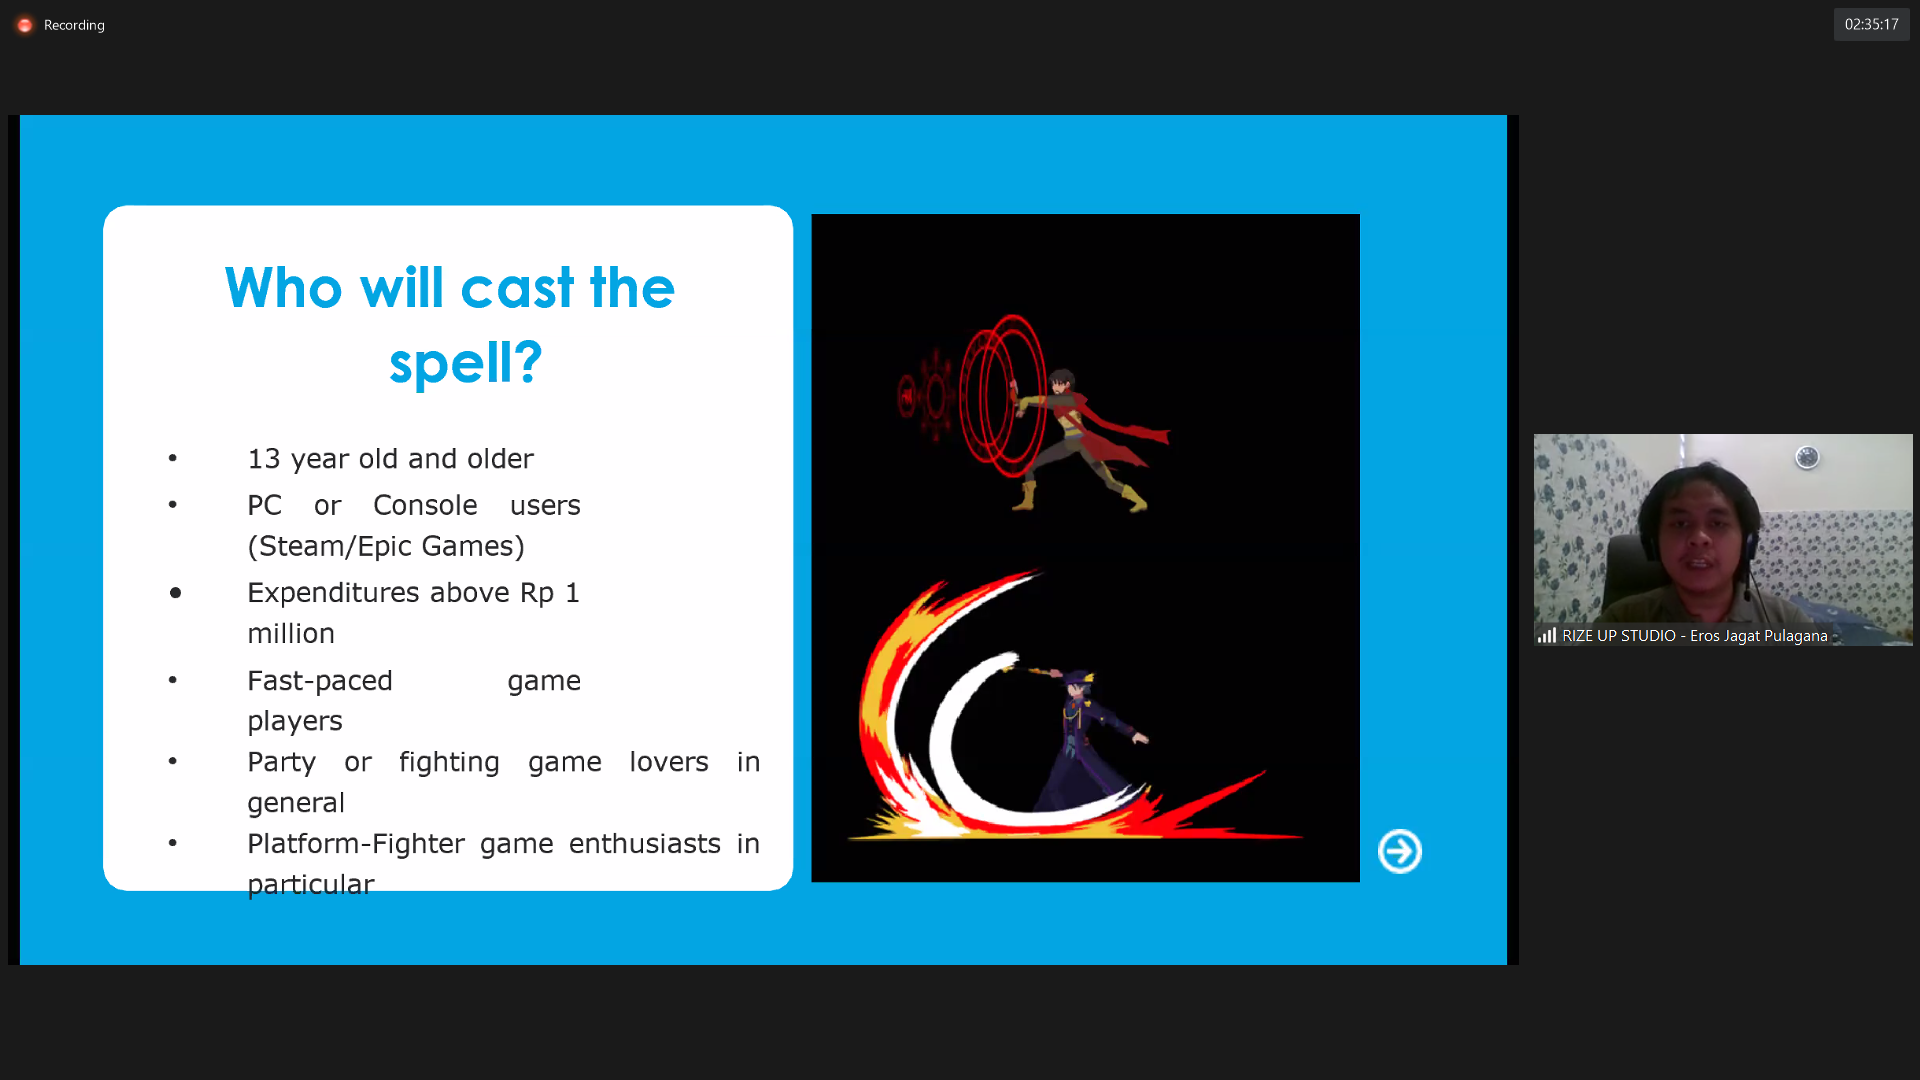 Recording
02:35:17
Who will cast the
spell?
• 13 year old and older
• PC or Console users
(Steam/Epic Games)
• Expenditures above Rp 1
million
• Fast-paced game
players
• Party or fighting game lovers in
general
• Platform-Fighter game enthusiasts in
particular
RIZE UP STUDIO - Eros Jagat Pulagana